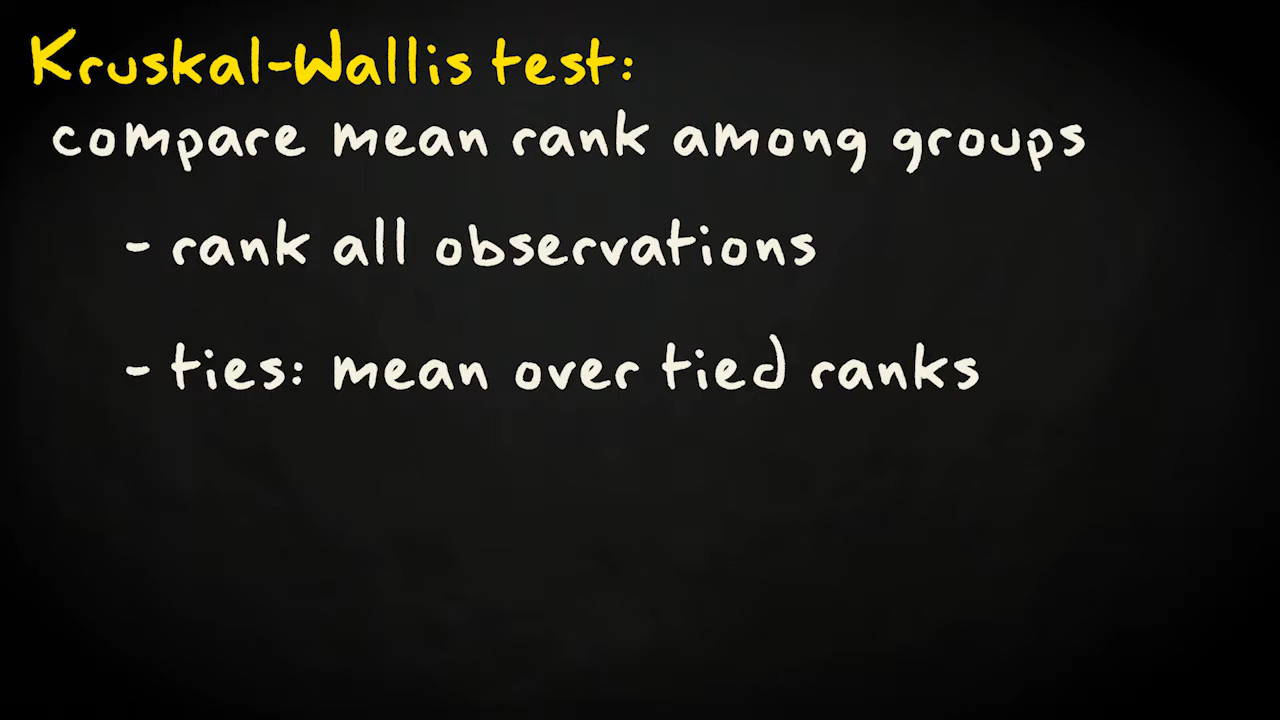 Kruskal-Wallis test:
compare mean rank among groups
- rank all observations
- ties: mean over tied ranks